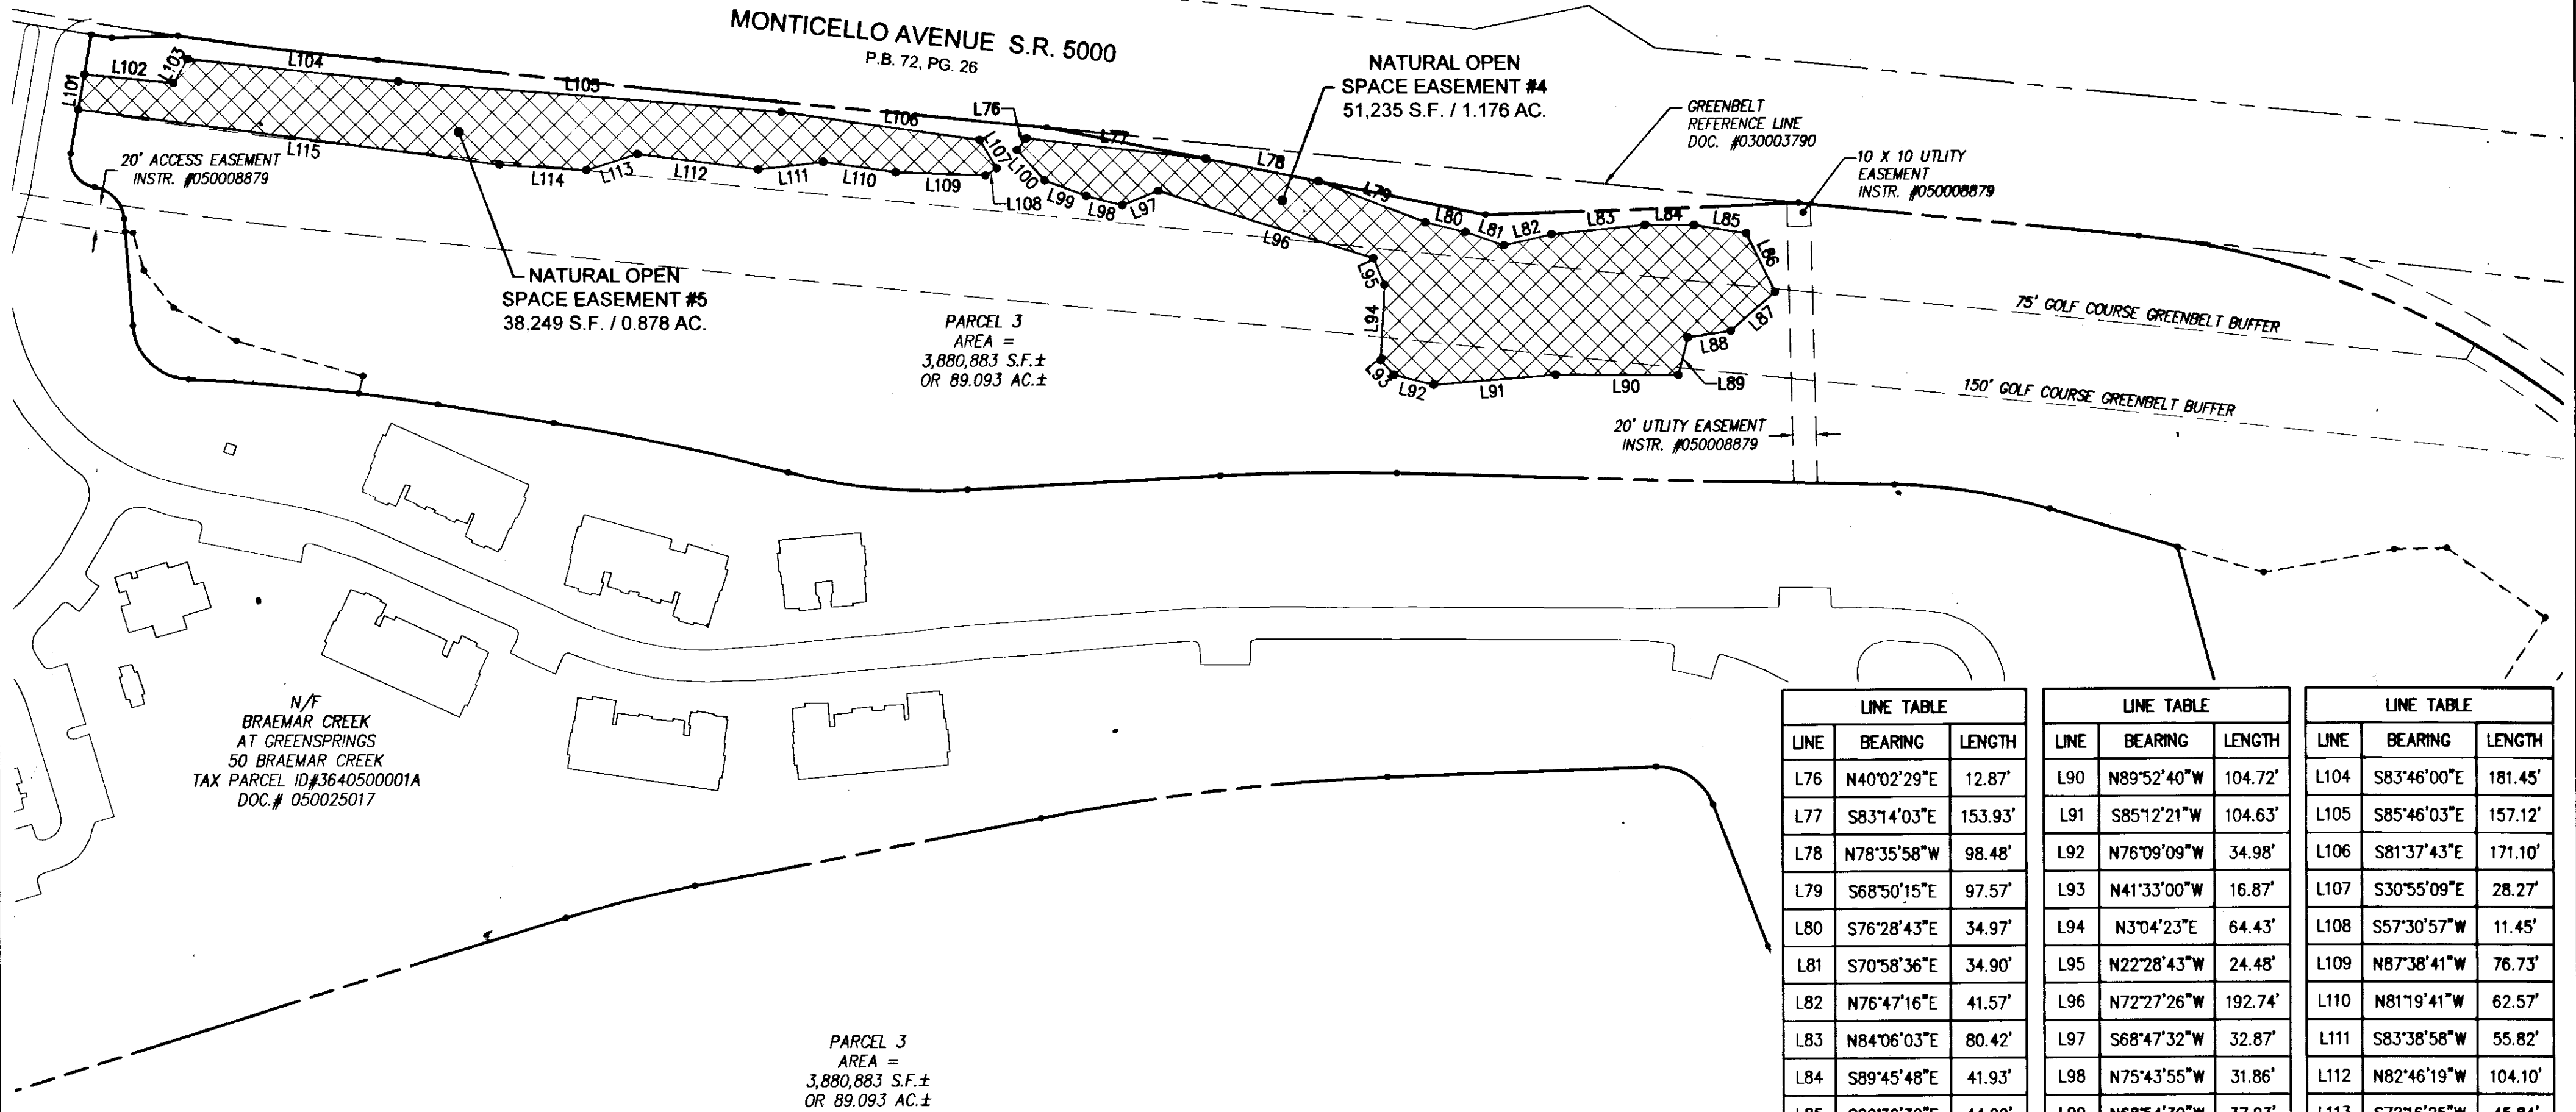 MONTICELLO AVENUE S.R. 5000
P.B. 72, PG. 26
NATURAL OPEN
SPACE EASEMENT #4
51,235 S.F. / 1.176 AC.
GREENBELT
REFERENCE LINE
DOC. #030003790
10 X 10 UTLITY
EASEMENT
INSTR. #050008879
L101
L102
L103
L104
L105
L106
L107
L108
L109
L110
L111
L112
L113
L114
L115
L76
L77
L78
L79
L80
L81
L82
L83
L84
L85
L86
L87
L88
L89
L90
L91
L92
L93
L94
L95
L96
L97
L98
L99
L100
20' ACCESS EASEMENT
INSTR. #050008879
NATURAL OPEN
SPACE EASEMENT #5
38,249 S.F. / 0.878 AC.
PARCEL 3
AREA =
3,880,883 S.F.±
OR 89.093 AC.±
75' GOLF COURSE GREENBELT BUFFER
150' GOLF COURSE GREENBELT BUFFER
20' UTLITY EASEMENT
INSTR. #050008879
N/F
BRAEMAR CREEK
AT GREENSPRINGS
50 BRAEMAR CREEK
TAX PARCEL ID#3640500001A
DOC.# 050025017
PARCEL 3
AREA =
3,880,883 S.F.±
OR 89.093 AC.±
LINE TABLE
LINE BEARING LENGTH
L76 N40°02'29"E 12.87'
L77 S83°14'03"E 153.93'
L78 N78°35'58"W 98.48'
L79 S68°50'15"E 97.57'
L80 S76°28'43"E 34.97'
L81 S70°58'36"E 34.90'
L82 N76°47'16"E 41.57'
L83 N84°06'03"E 80.42'
L84 S89°45'48"E 41.93'
L85
LINE TABLE
LINE BEARING LENGTH
L90 N89°52'40"W 104.72'
L91 S85°12'21"W 104.63'
L92 N76°09'09"W 34.98'
L93 N41°33'00"W 16.87'
L94 N3°04'23"E 64.43'
L95 N22°28'43"W 24.48'
L96 N72°27'26"W 192.74'
L97 S68°47'32"W 32.87'
L98 N75°43'55"W 31.86'
L99
LINE TABLE
LINE BEARING LENGTH
L104 S83°46'00"E 181.45'
L105 S85°46'03"E 157.12'
L106 S81°37'43"E 171.10'
L107 S30°55'09"E 28.27'
L108 S57°30'57"W 11.45'
L109 N87°38'41"W 76.73'
L110 N81°19'41"W 62.57'
L111 S83°38'58"W 55.82'
L112 N82°46'19"W 104.10'
L113